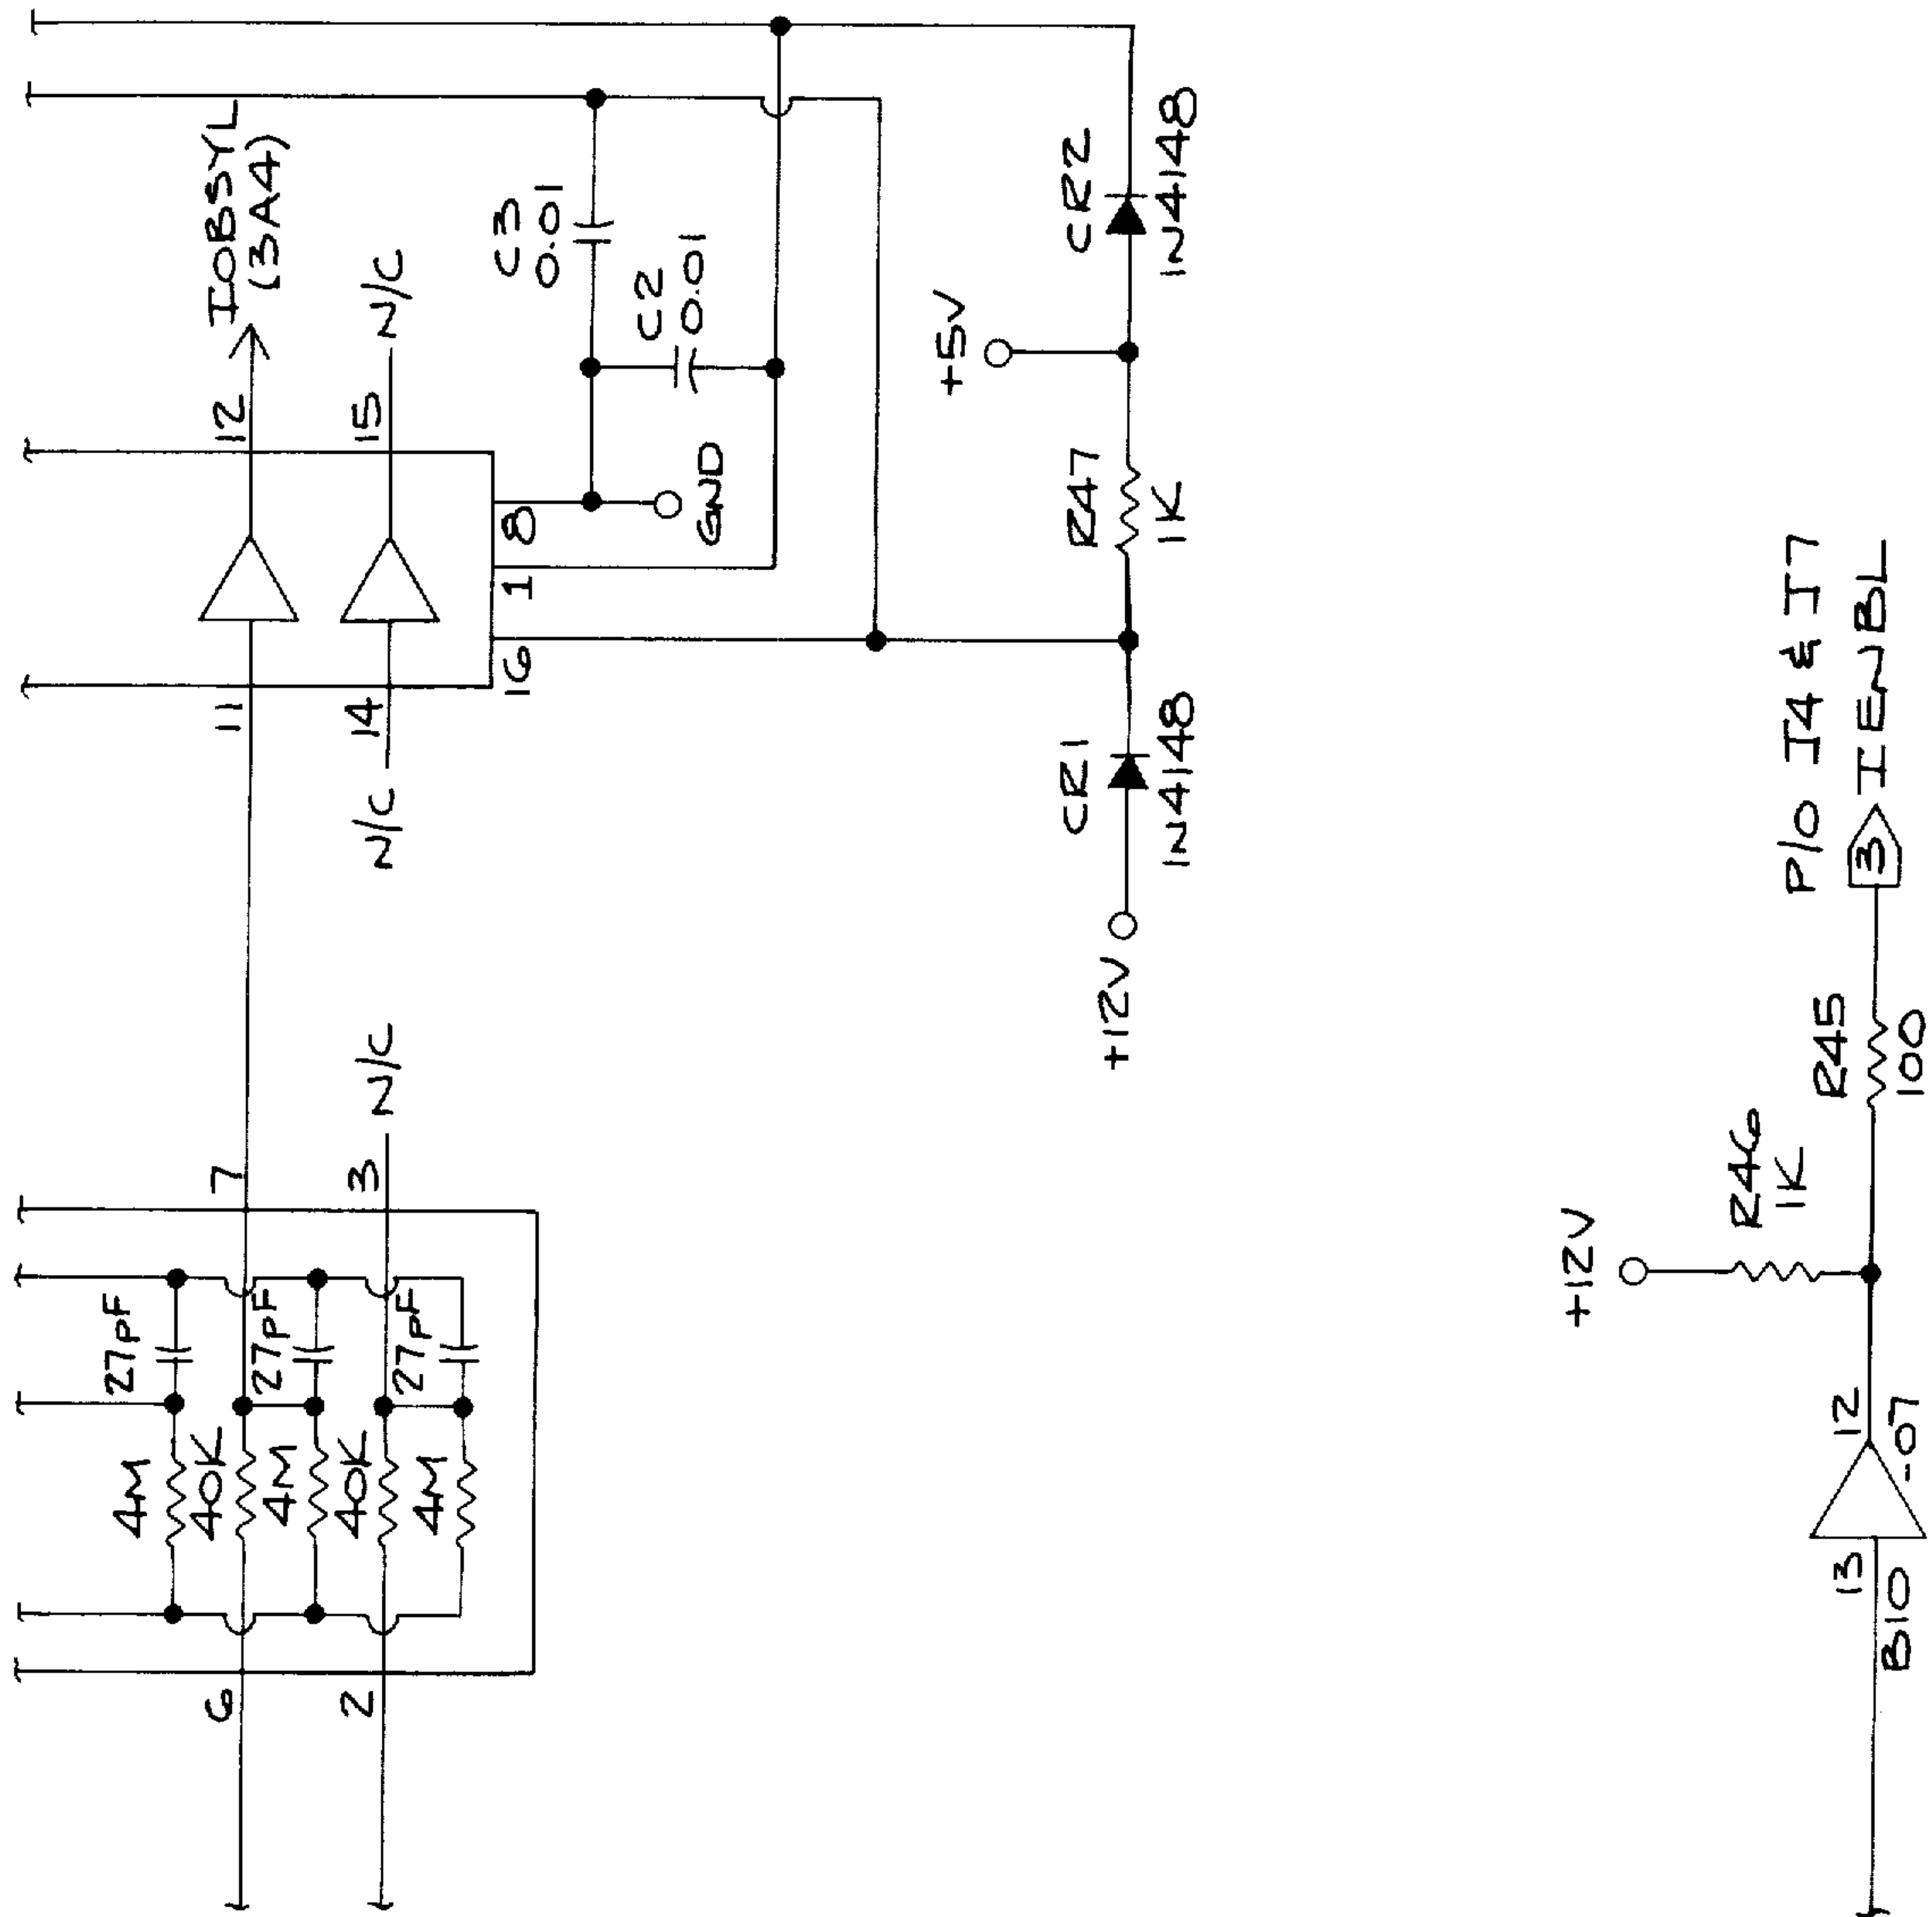 27pF
4M
7
11
12
IOBSYL
(3A4)
6
40K
27pF
4M
3
N/C
N/C
14
15
N/C
2
40K
27pF
4M
16
1
8
GND
C3
0.01
C2
0.01
+5V
+12V
CR1
1N4148
R47
1K
CR2
1N4148
+12V
R46
1K
13
B10
12
-07
R45
100
P/O J4 & J7
3
IENBL